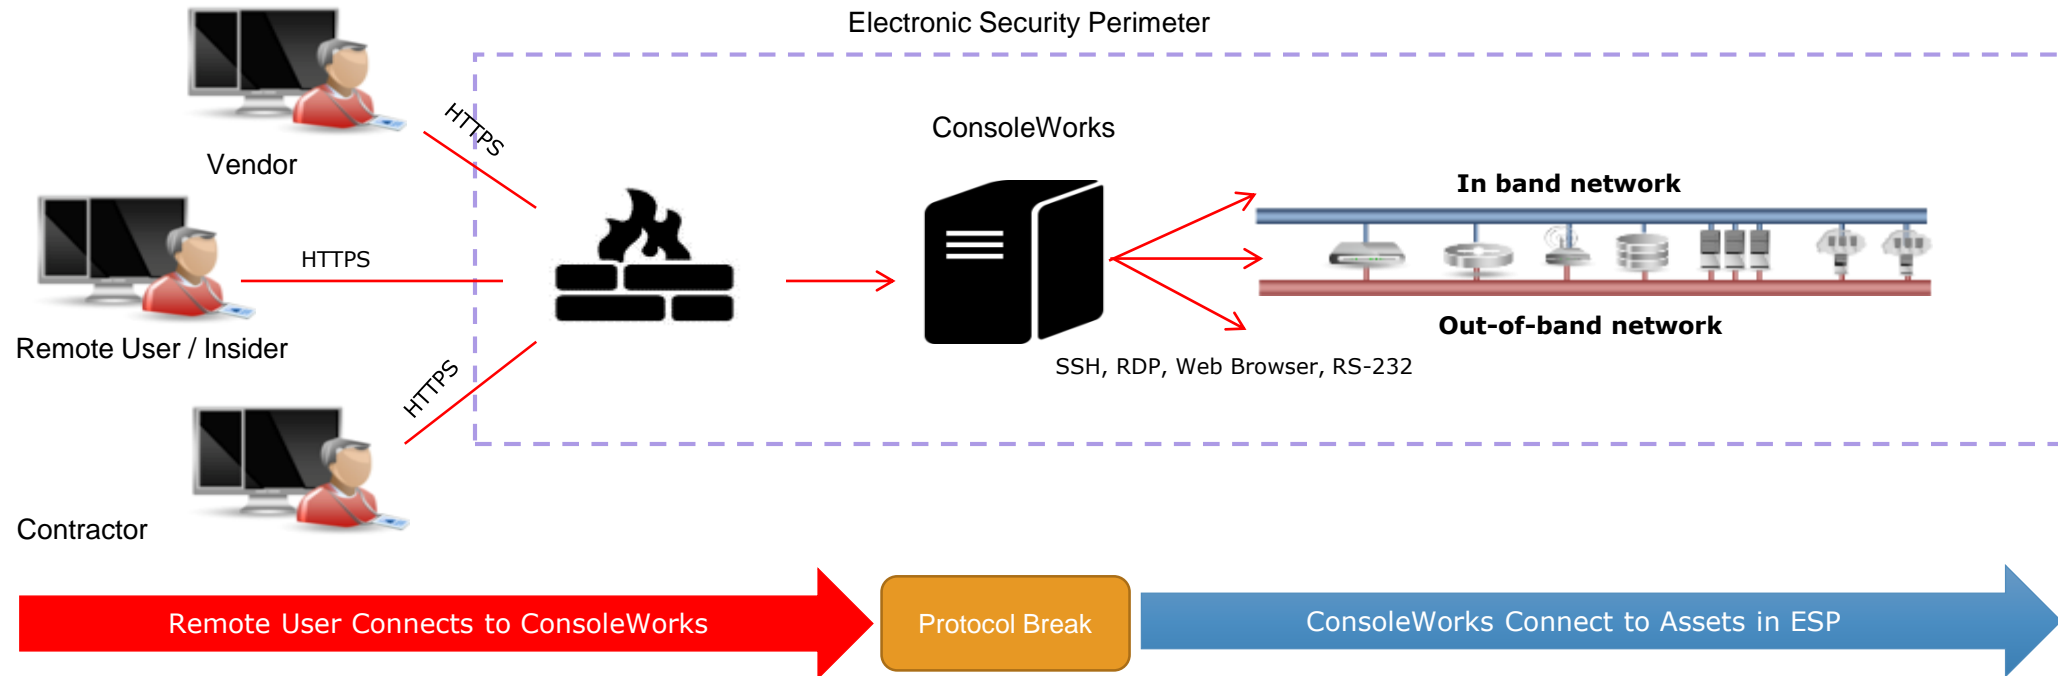 Electronic Security Perimeter
HTTPS
ConsoleWorks
Vendor
In band network
HTTPS
Out-of-band network
Remote User / Insider
SSH, RDP, Web Browser, RS-232
HTTPS
Contractor
Remote User Connects to ConsoleWorks
Protocol Break
ConsoleWorks Connect to Assets in ESP